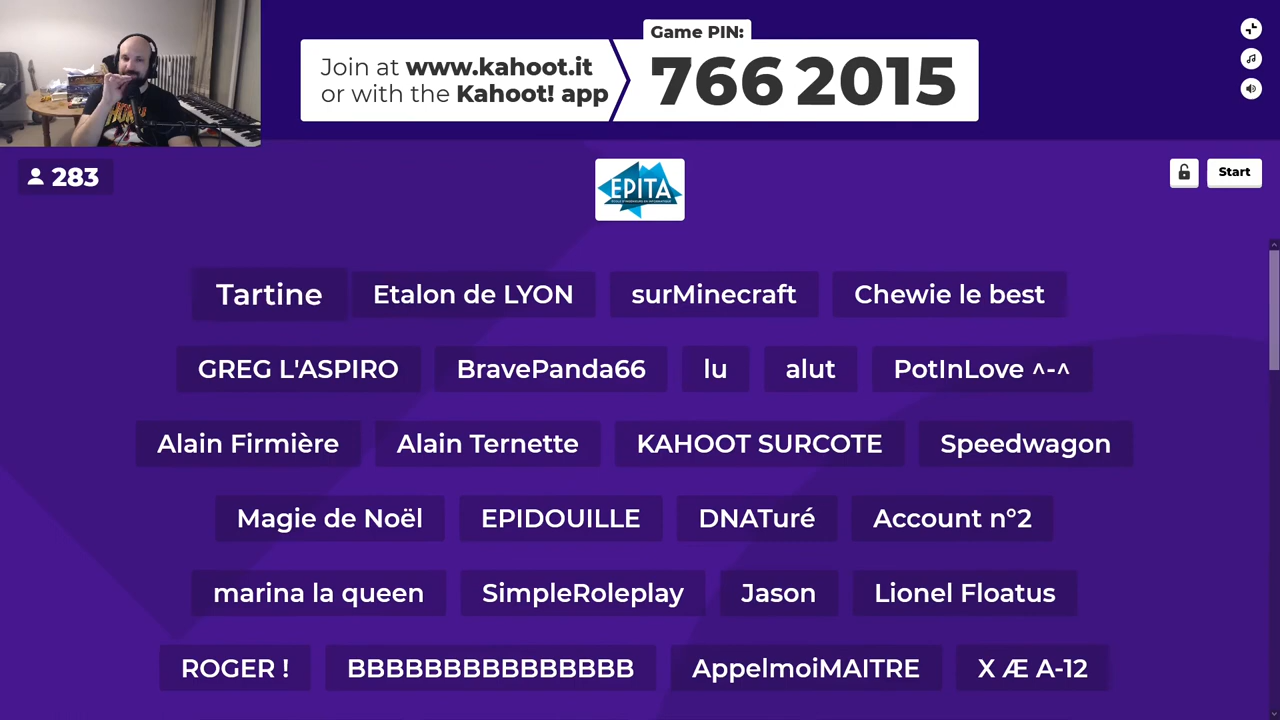 Game PIN:
Join at www.kahoot.it
or with the Kahoot! app
766 2015
283
EPITA
Start
Tartine
Etalon de LYON
surMinecraft
Chewie le best
GREG L'ASPIRO
BravePanda66
lu
alut
PotInLove ^-^
Alain Firmière
Alain Ternette
KAHOOT SURCOTE
Speedwagon
Magie de Noël
EPIDOUILLE
DNATuré
Account n°2
marina la queen
SimpleRoleplay
Jason
Lionel Floatus
ROGER !
BBBBBBBBBBBBBBB
AppelmoiMAITRE
X Æ A-12